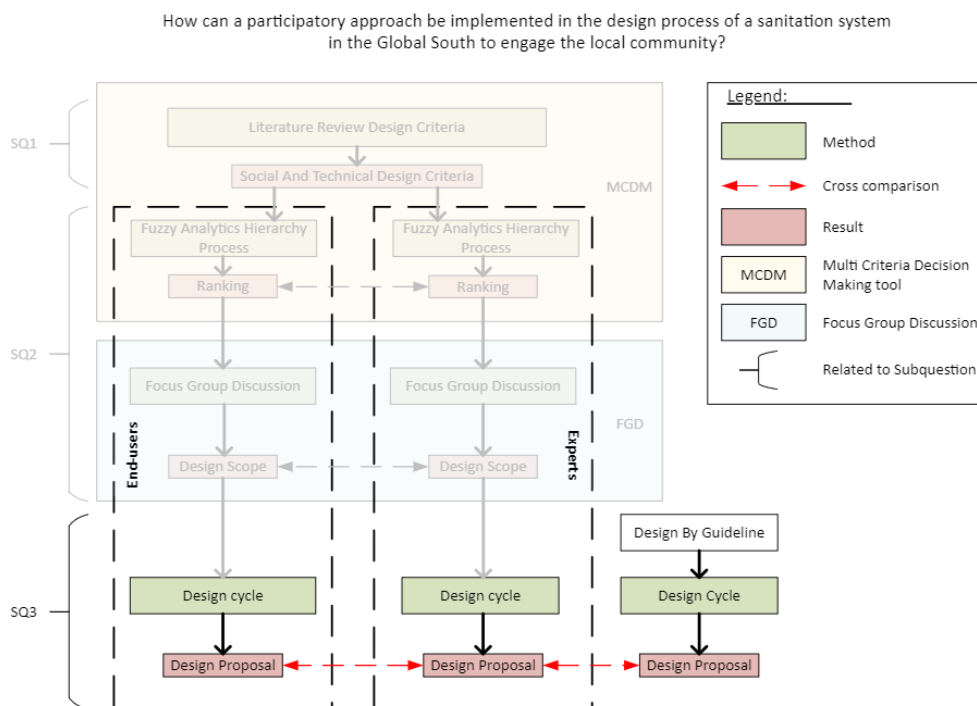 How can a participatory approach be implemented in the design process of a sanitation system
in the Global South to engage the local community?
SQ1
Literature Review Design Criteria
Social And Technical Design Criteria
MCDM
Fuzzy Analytics Hierarchy
Process
Fuzzy Analytics Hierarchy
Process
Ranking
Ranking
SQ2
Focus Group Discussion
Focus Group Discussion
FGD
End-users
Experts
Design Scope
Design Scope
SQ3
Design By Guideline
Design cycle
Design cycle
Design Cycle
Design Proposal
Design Proposal
Design Proposal
Legend:
Method
Cross comparison
Result
MCDM
Multi Criteria Decision
Making tool
FGD
Focus Group Discussion
Related to Subquestion